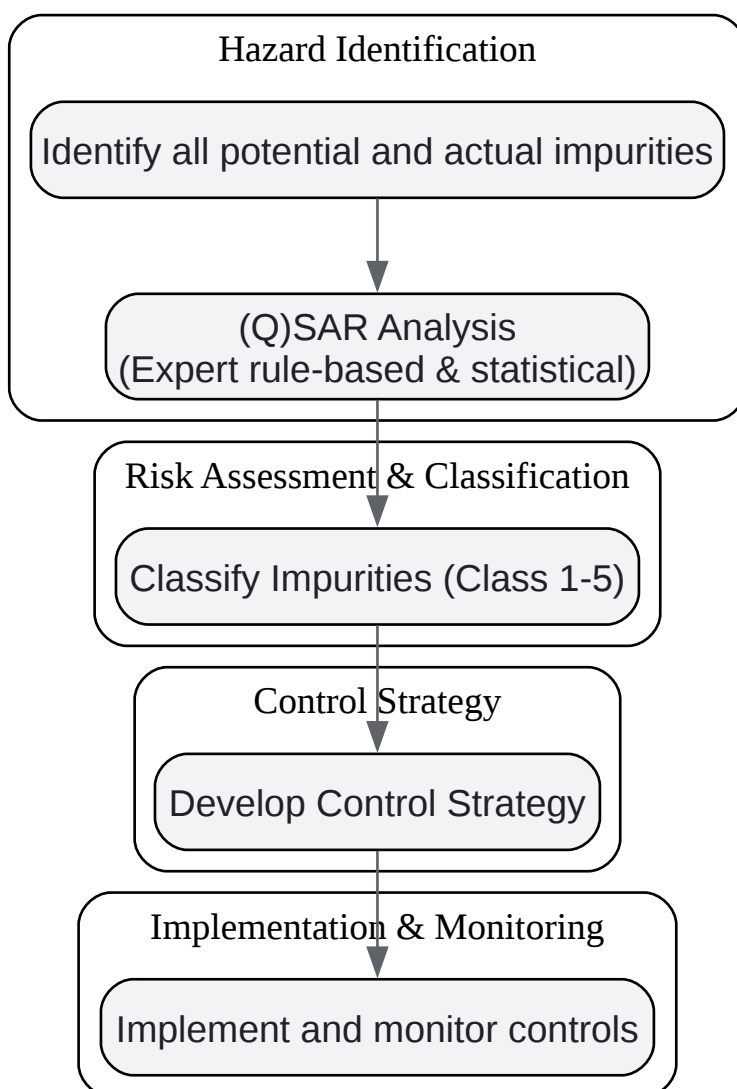 Hazard Identification
Identify all potential and actual impurities
(Q)SAR Analysis
(Expert rule-based & statistical)
Risk Assessment & Classification
Classify Impurities (Class 1-5)
Control Strategy
Develop Control Strategy
Implementation & Monitoring
Implement and monitor controls